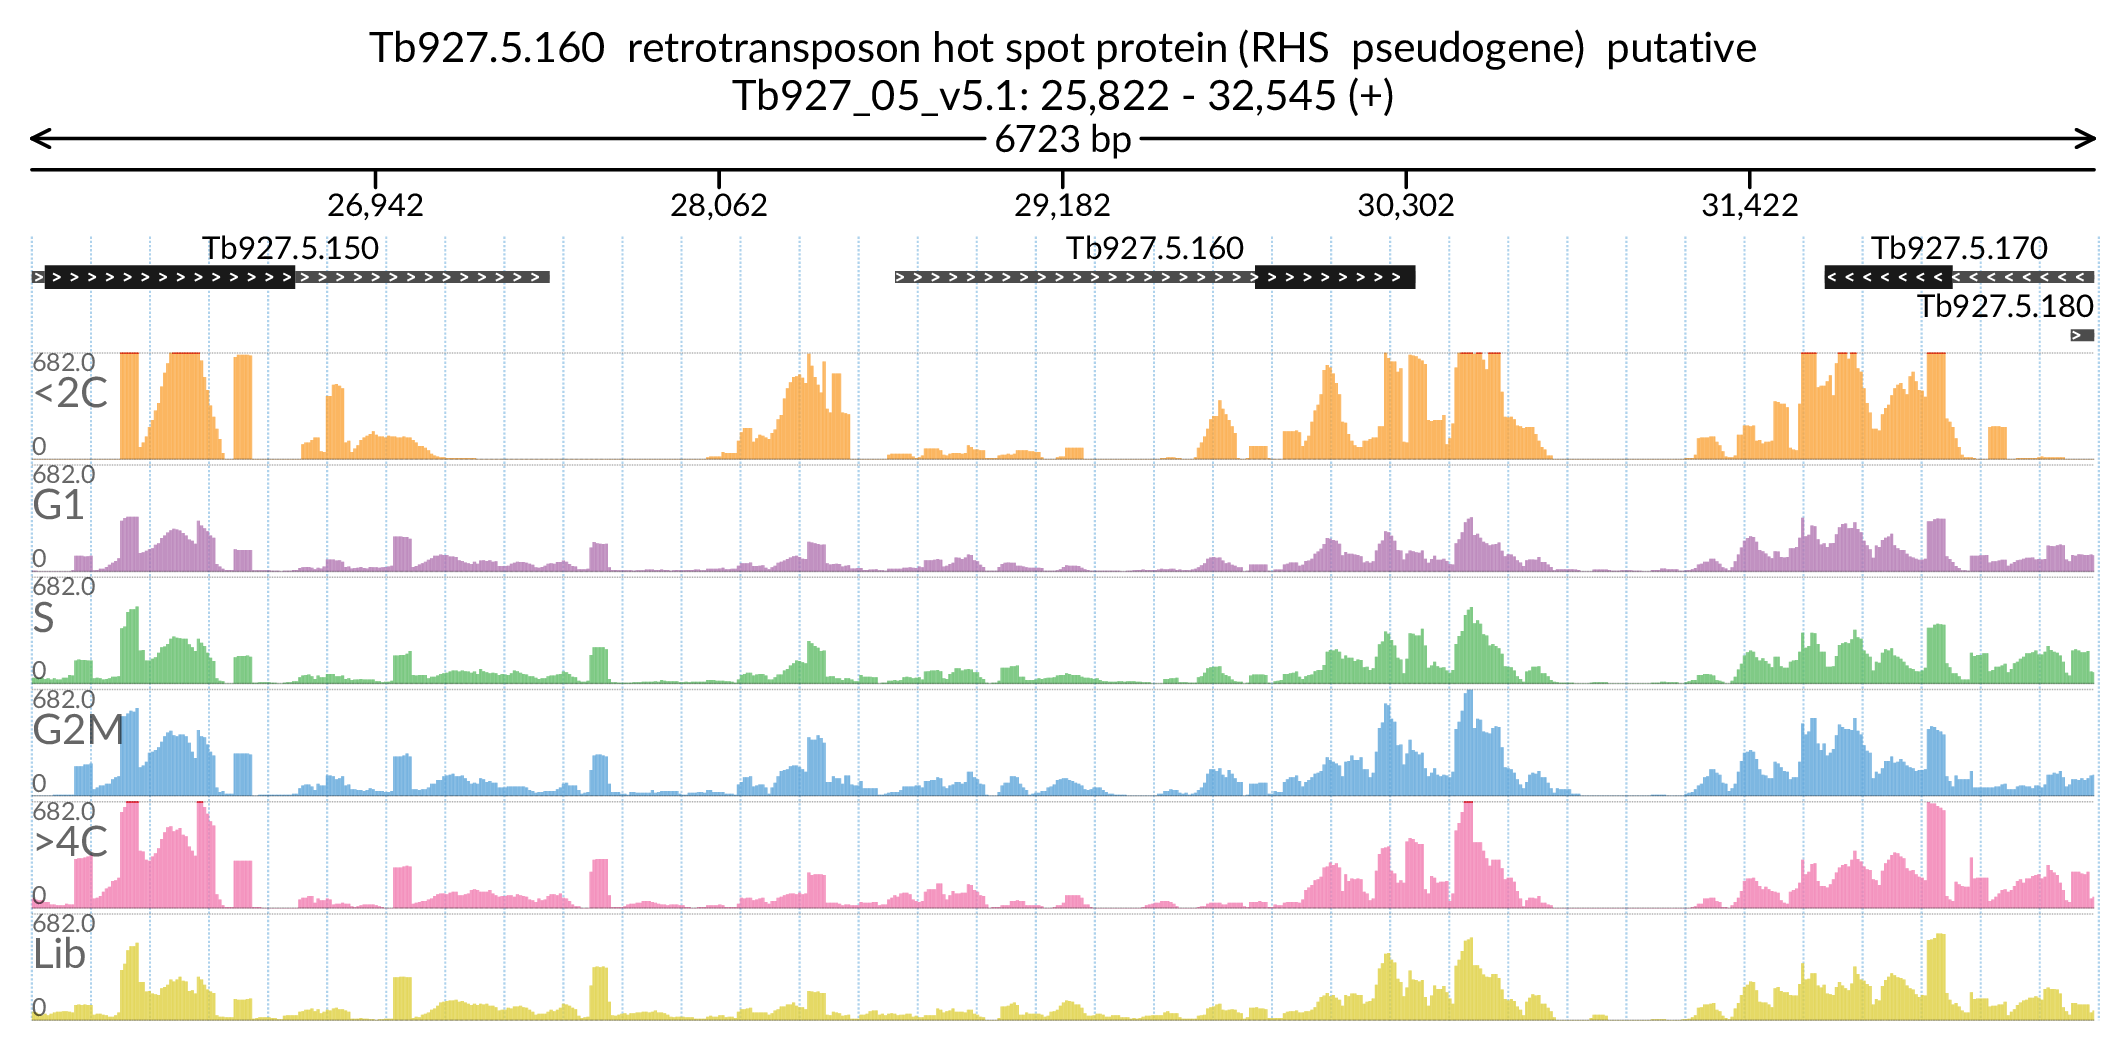 Tb927.5.160 retrotransposon hot spot protein (RHS pseudogene) putative
Tb927_05_v5.1: 25,822 - 32,545 (+)
6723 bp
26,942 28,062 29,182 30,302 31,422
Tb927.5.150 Tb927.5.160 Tb927.5.170
Tb927.5.180
682.0
<2C
0
682.0
G1
0
682.0
S
0
682.0
G2M
0
682.0
>4C
0
682.0
Lib
0